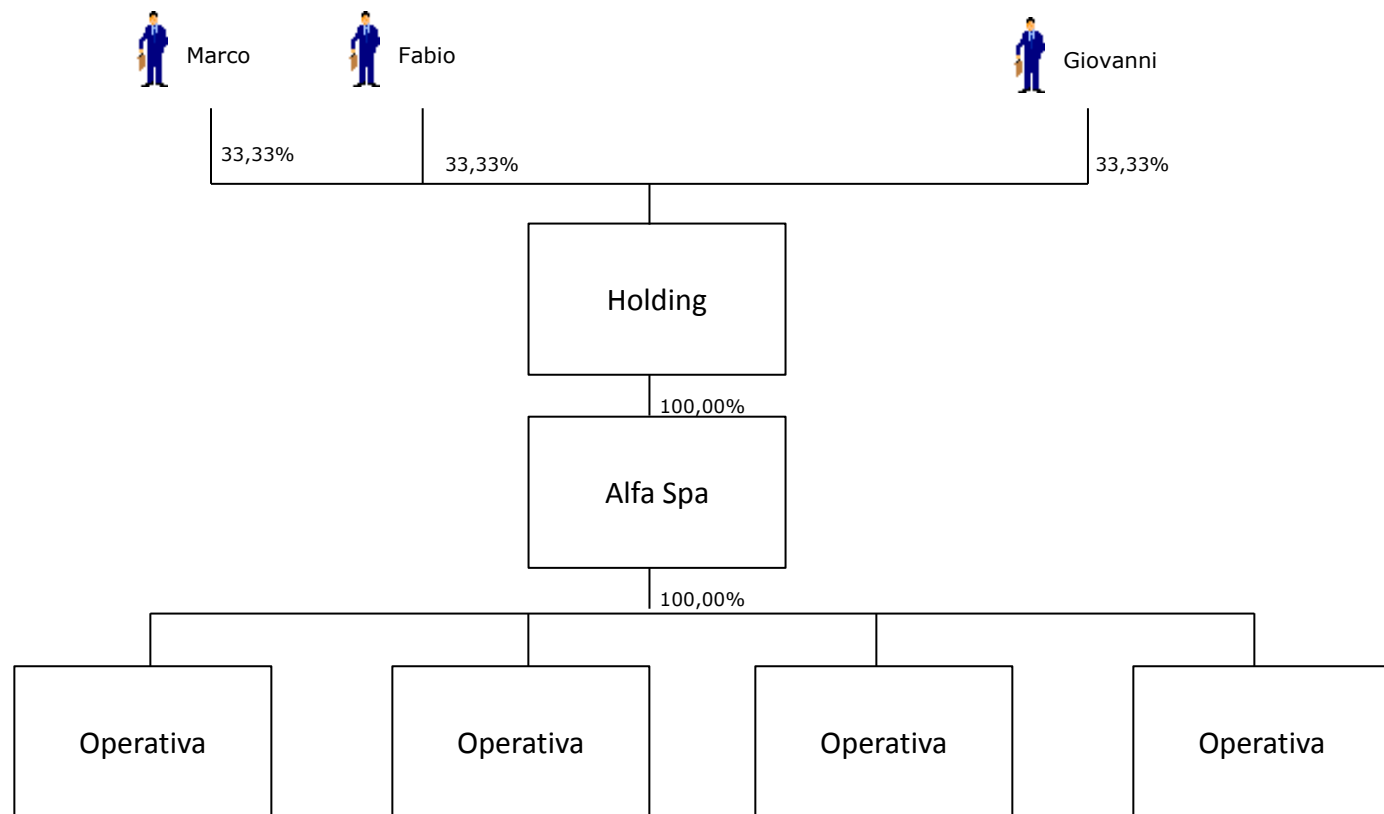 Marco
Fabio
Giovanni
33,33%
33,33%
33,33%
Holding
100,00%
Alfa Spa
100,00%
Operativa
Operativa
Operativa
Operativa